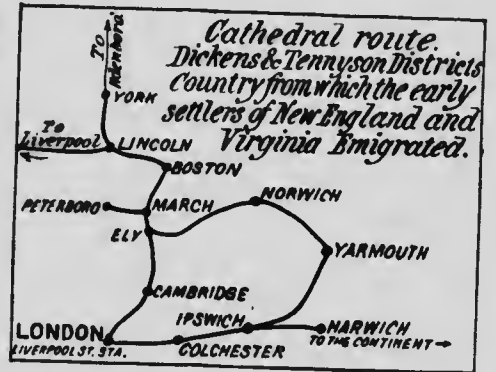 Cathedral route.
Dickens & Tennyson Districts
Country from which the early
settlers of New England and
Virginia Emigrated.
To
Edenboro'
YORK
To
Liverpool
LINCOLN
BOSTON
PETERBORO
MARCH
NORWICH
ELY
YARMOUTH
CAMBRIDGE
IPSWICH
HARWICH
TO THE CONTINENT
LONDON
LIVERPOOL ST. STA.
COLCHESTER